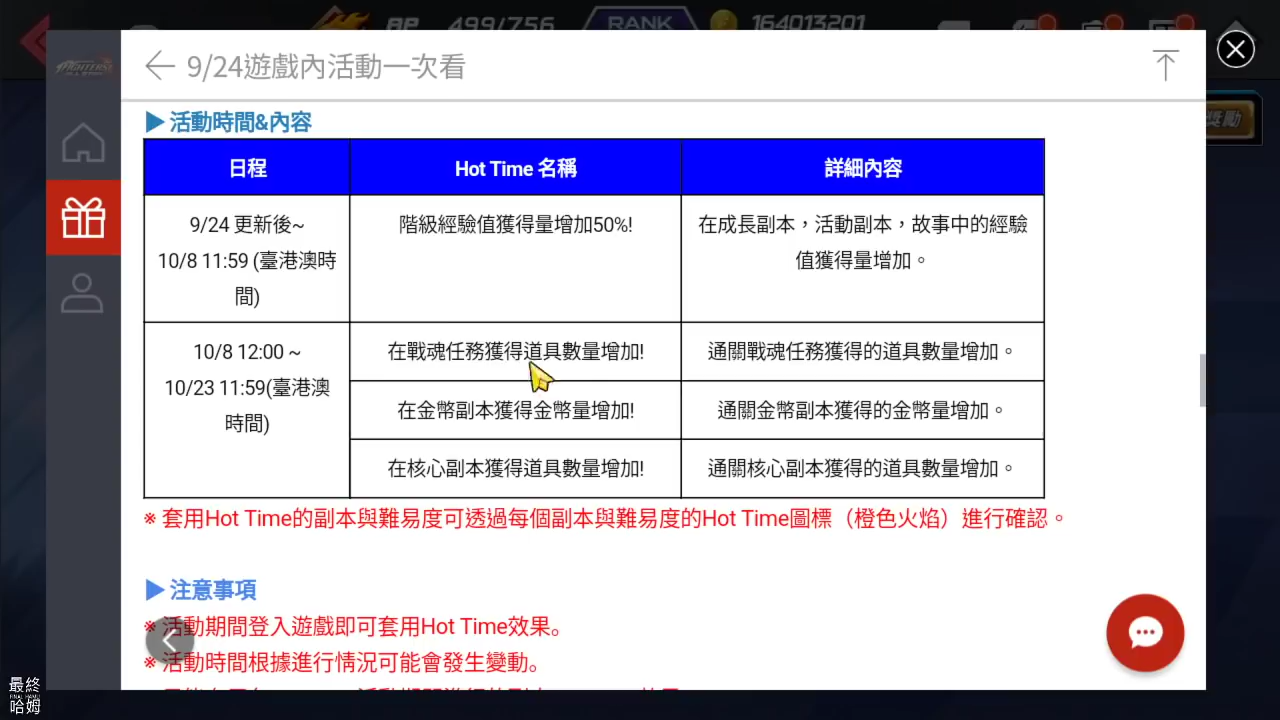 BP 499/756 RANK 164013201
9/24遊戲內活動一次看
▶活動時間&內容
日程 Hot Time 名稱 詳細內容
9/24 更新後~
10/8 11:59 (臺港澳時
間)
階級經驗值獲得量增加50%!
在成長副本，活動副本，故事中的經驗
值獲得量增加。
10/8 12:00 ~
10/23 11:59(臺港澳
時間)
在戰魂任務獲得道具數量增加! 通關戰魂任務獲得的道具數量增加。
在金幣副本獲得金幣量增加! 通關金幣副本獲得的金幣量增加。
在核心副本獲得道具數量增加! 通關核心副本獲得的道具數量增加。
※ 套用Hot Time的副本與難易度可透過每個副本與難易度的Hot Time圖標（橙色火焰）進行確認。
▶注意事項
※ 活動期間登入遊戲即可套用Hot Time效果。
※ 活動時間根據進行情況可能會發生變動。
獎勵
最終
哈姆